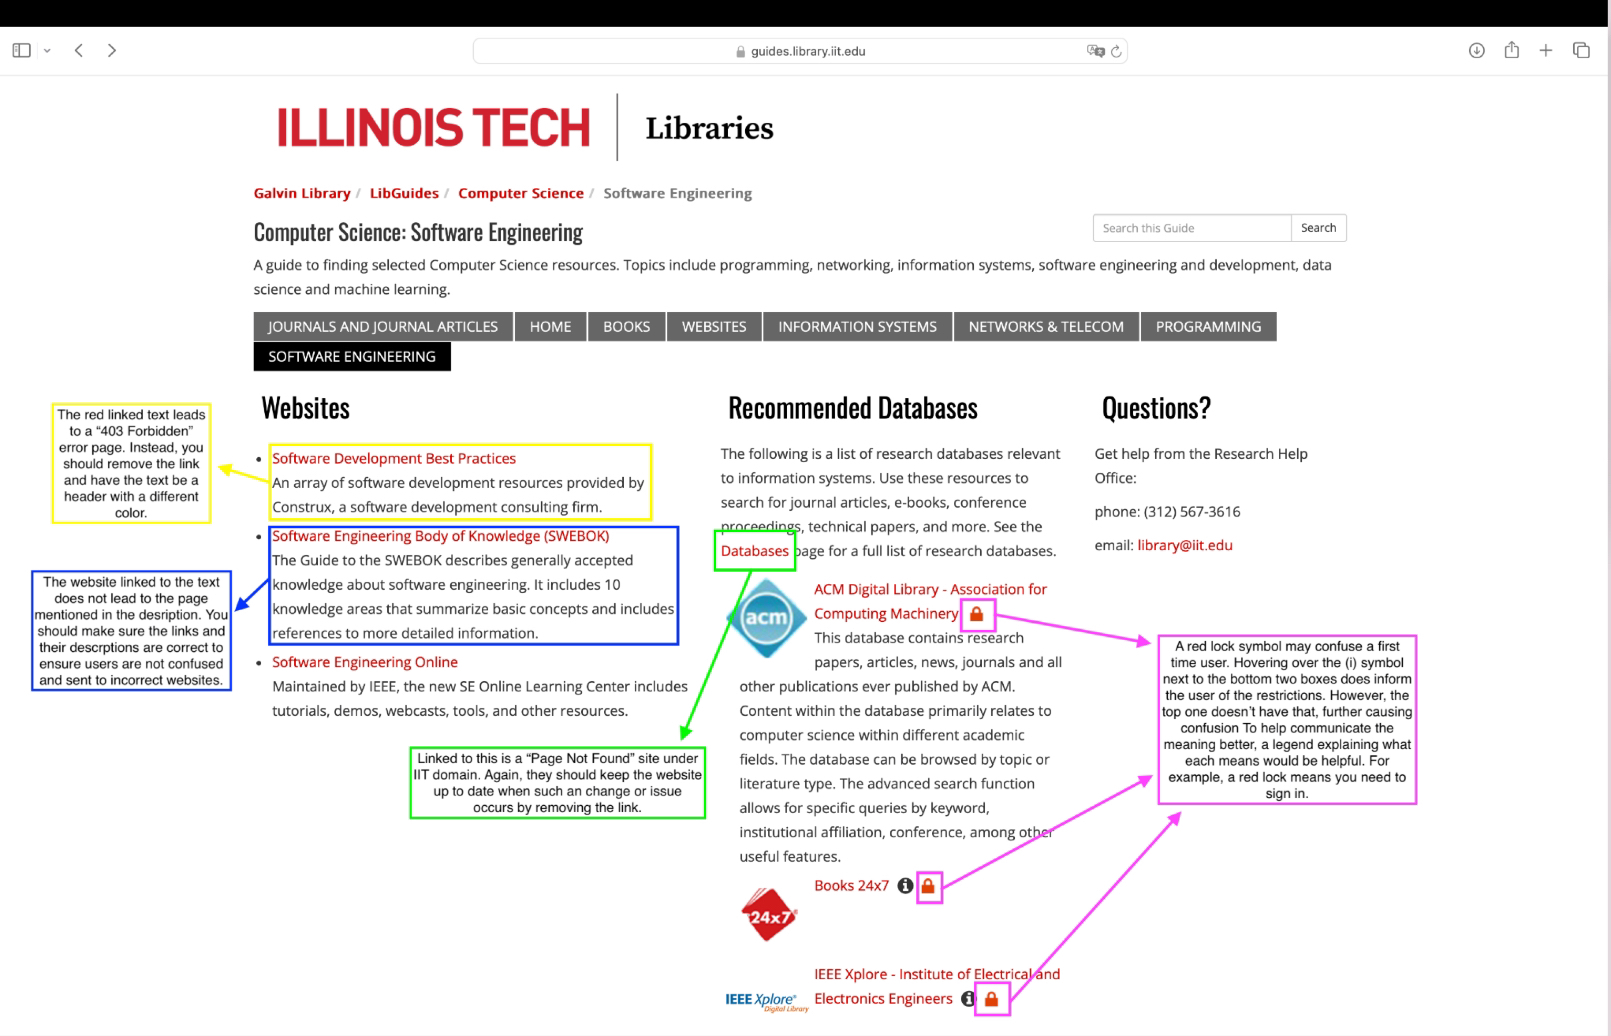 guides.library.iit.edu
ILLINOIS TECH
Libraries
Galvin Library / LibGuides / Computer Science / Software Engineering
Computer Science: Software Engineering
Search this Guide
Search
A guide to finding selected Computer Science resources. Topics include programming, networking, information systems, software engineering and development, data
science and machine learning.
JOURNALS AND JOURNAL ARTICLES
HOME
BOOKS
WEBSITES
INFORMATION SYSTEMS
NETWORKS & TELECOM
PROGRAMMING
SOFTWARE ENGINEERING
The red linked text leads
to a “403 Forbidden”
error page. Instead, you
should remove the link
and have the text be a
header with a different
color.
The website linked to the text
does not lead to the page
mentioned in the desription. You
should make sure the links and
their descrptions are correct to
ensure users are not confused
and sent to incorrect websites.
Websites
• Software Development Best Practices
An array of software development resources provided by
Construx, a software development consulting firm.
• Software Engineering Body of Knowledge (SWEBOK)
The Guide to the SWEBOK describes generally accepted
knowledge about software engineering. It includes 10
knowledge areas that summarize basic concepts and includes
references to more detailed information.
• Software Engineering Online
Maintained by IEEE, the new SE Online Learning Center includes
tutorials, demos, webcasts, tools, and other resources.
Linked to this is a “Page Not Found” site under
IIT domain. Again, they should keep the website
up to date when such an change or issue
occurs by removing the link.
Recommended Databases
The following is a list of research databases relevant
to information systems. Use these resources to
search for journal articles, e-books, conference
proceedings, technical papers, and more. See the
Databases page for a full list of research databases.
acm
ACM Digital Library - Association for
Computing Machinery
This database contains research
papers, articles, news, journals and all
other publications ever published by ACM.
Content within the database primarily relates to
computer science within different academic
fields. The database can be browsed by topic or
literature type. The advanced search function
allows for specific queries by keyword,
institutional affiliation, conference, among other
useful features.
24x7
Books 24x7
IEEE Xplore - Institute of Electrical and
Electronics Engineers
IEEE Xplore®
Digital Library
Questions?
Get help from the Research Help
Office:
phone: (312) 567-3616
email: library@iit.edu
A red lock symbol may confuse a first
time user. Hovering over the (i) symbol
next to the bottom two boxes does inform
the user of the restrictions. However, the
top one doesn’t have that, further causing
confusion To help communicate the
meaning better, a legend explaining what
each means would be helpful. For
example, a red lock means you need to
sign in.